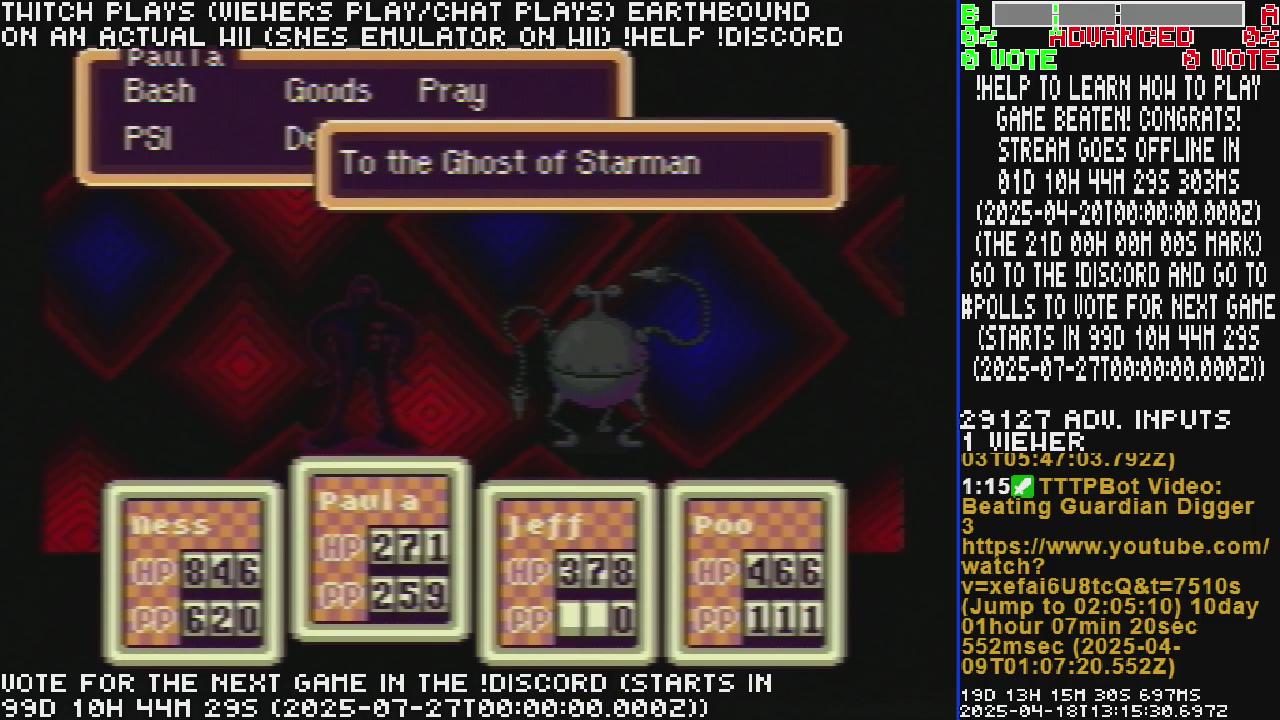 TWITCH PLAYS (VIEWERS PLAY/CHAT PLAYS) EARTHBOUND
ON AN ACTUAL WII (SNES EMULATOR ON WII) !HELP !DISCORD
Paula
Bash Goods Pray
PSI De
To the Ghost of Starman
Ness
HP 846
PP 620
Paula
HP 271
PP 259
Jeff
HP 378
PP 0
Poo
HP 466
PP 111
VOTE FOR THE NEXT GAME IN THE !DISCORD (STARTS IN
99D 10H 44M 29S (2025-07-27T00:00:00.000Z))
B A
0% ADVANCED 0%
0 VOTE 0 VOTE
!HELP TO LEARN HOW TO PLAY
GAME BEATEN! CONGRATS!
STREAM GOES OFFLINE IN
01D 10H 44M 29S 303MS
(2025-04-20T00:00:00.000Z)
(THE 21D 00H 00M 00S MARK)
GO TO THE !DISCORD AND GO TO
#POLLS TO VOTE FOR NEXT GAME
(STARTS IN 99D 10H 44M 29S
(2025-07-27T00:00:00.000Z))
29127 ADV. INPUTS
1 VIEWER
03T05:47:03.792Z)
1:15 TTTPBot Video:
Beating Guardian Digger
3
https://www.youtube.com/
watch?
v=xefai6U8tcQ&t=7510s
(Jump to 02:05:10) 10day
01hour 07min 20sec
552msec (2025-04-
09T01:07:20.552Z)
19D 13H 15M 30S 697MS
2025-04-18T13:15:30.697Z